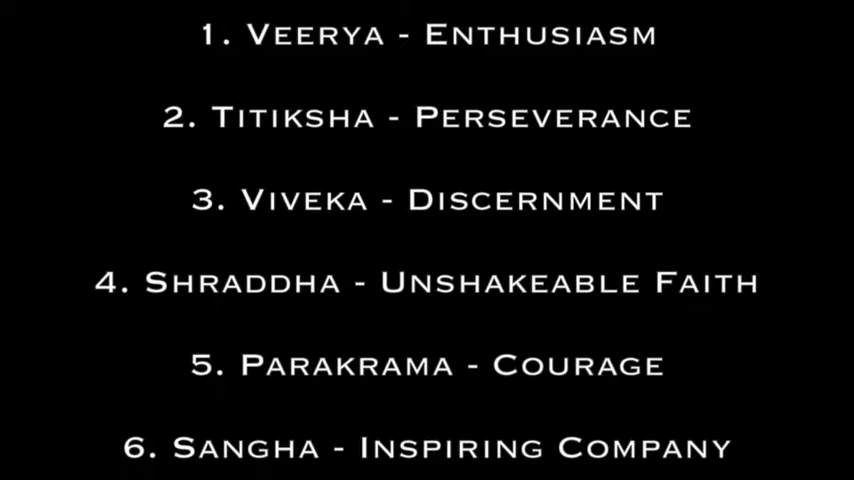 1. Veerya - Enthusiasm
2. Titiksha - Perseverance
3. Viveka - Discernment
4. Shraddha - Unshakeable Faith
5. Parakrama - Courage
6. Sangha - Inspiring Company